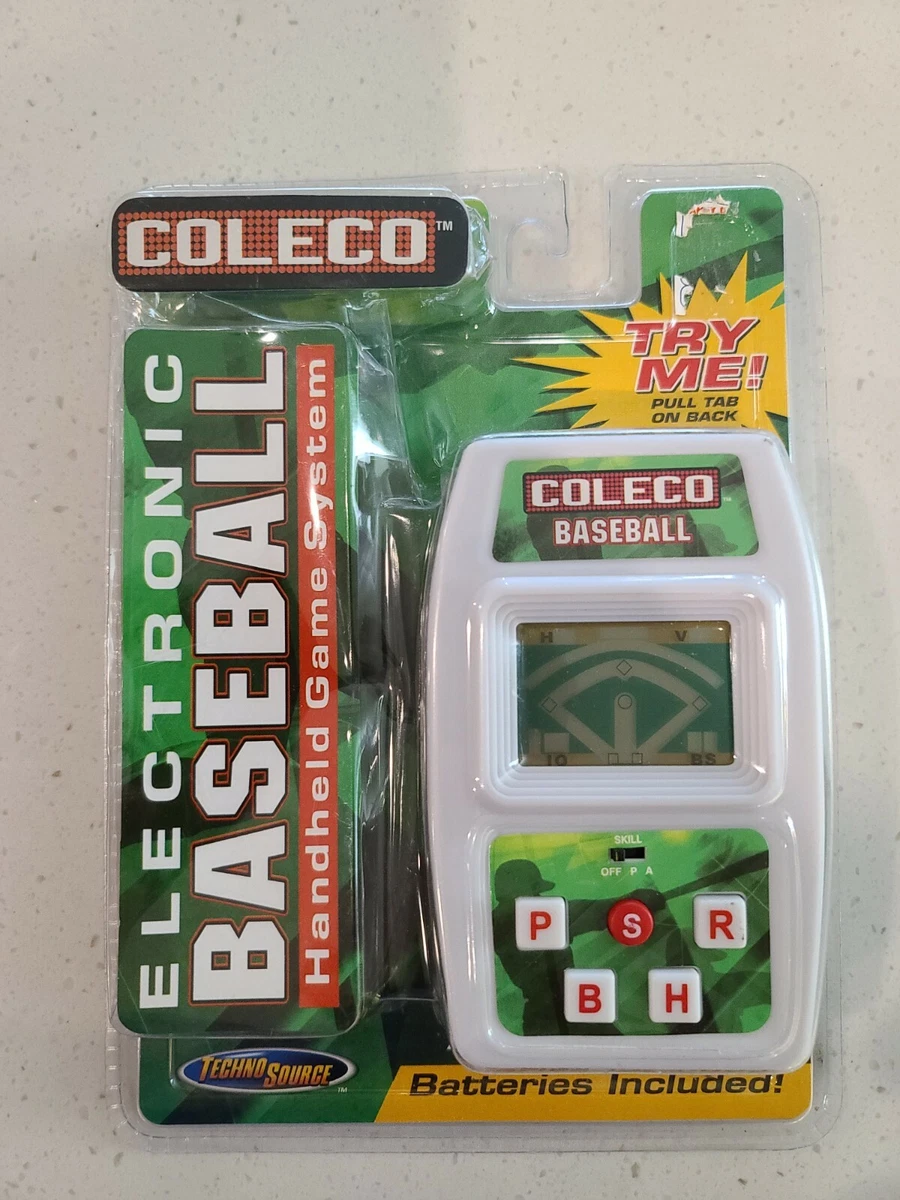 COLECO™
TRY
ME!
PULL TAB
ON BACK
ELECTRONIC
BASEBALL
Handheld Game System
COLECO
BASEBALL
H V
IO BS
SKILL
OFF P A
P S R
B H
TECHNO SOURCE™
Batteries Included!